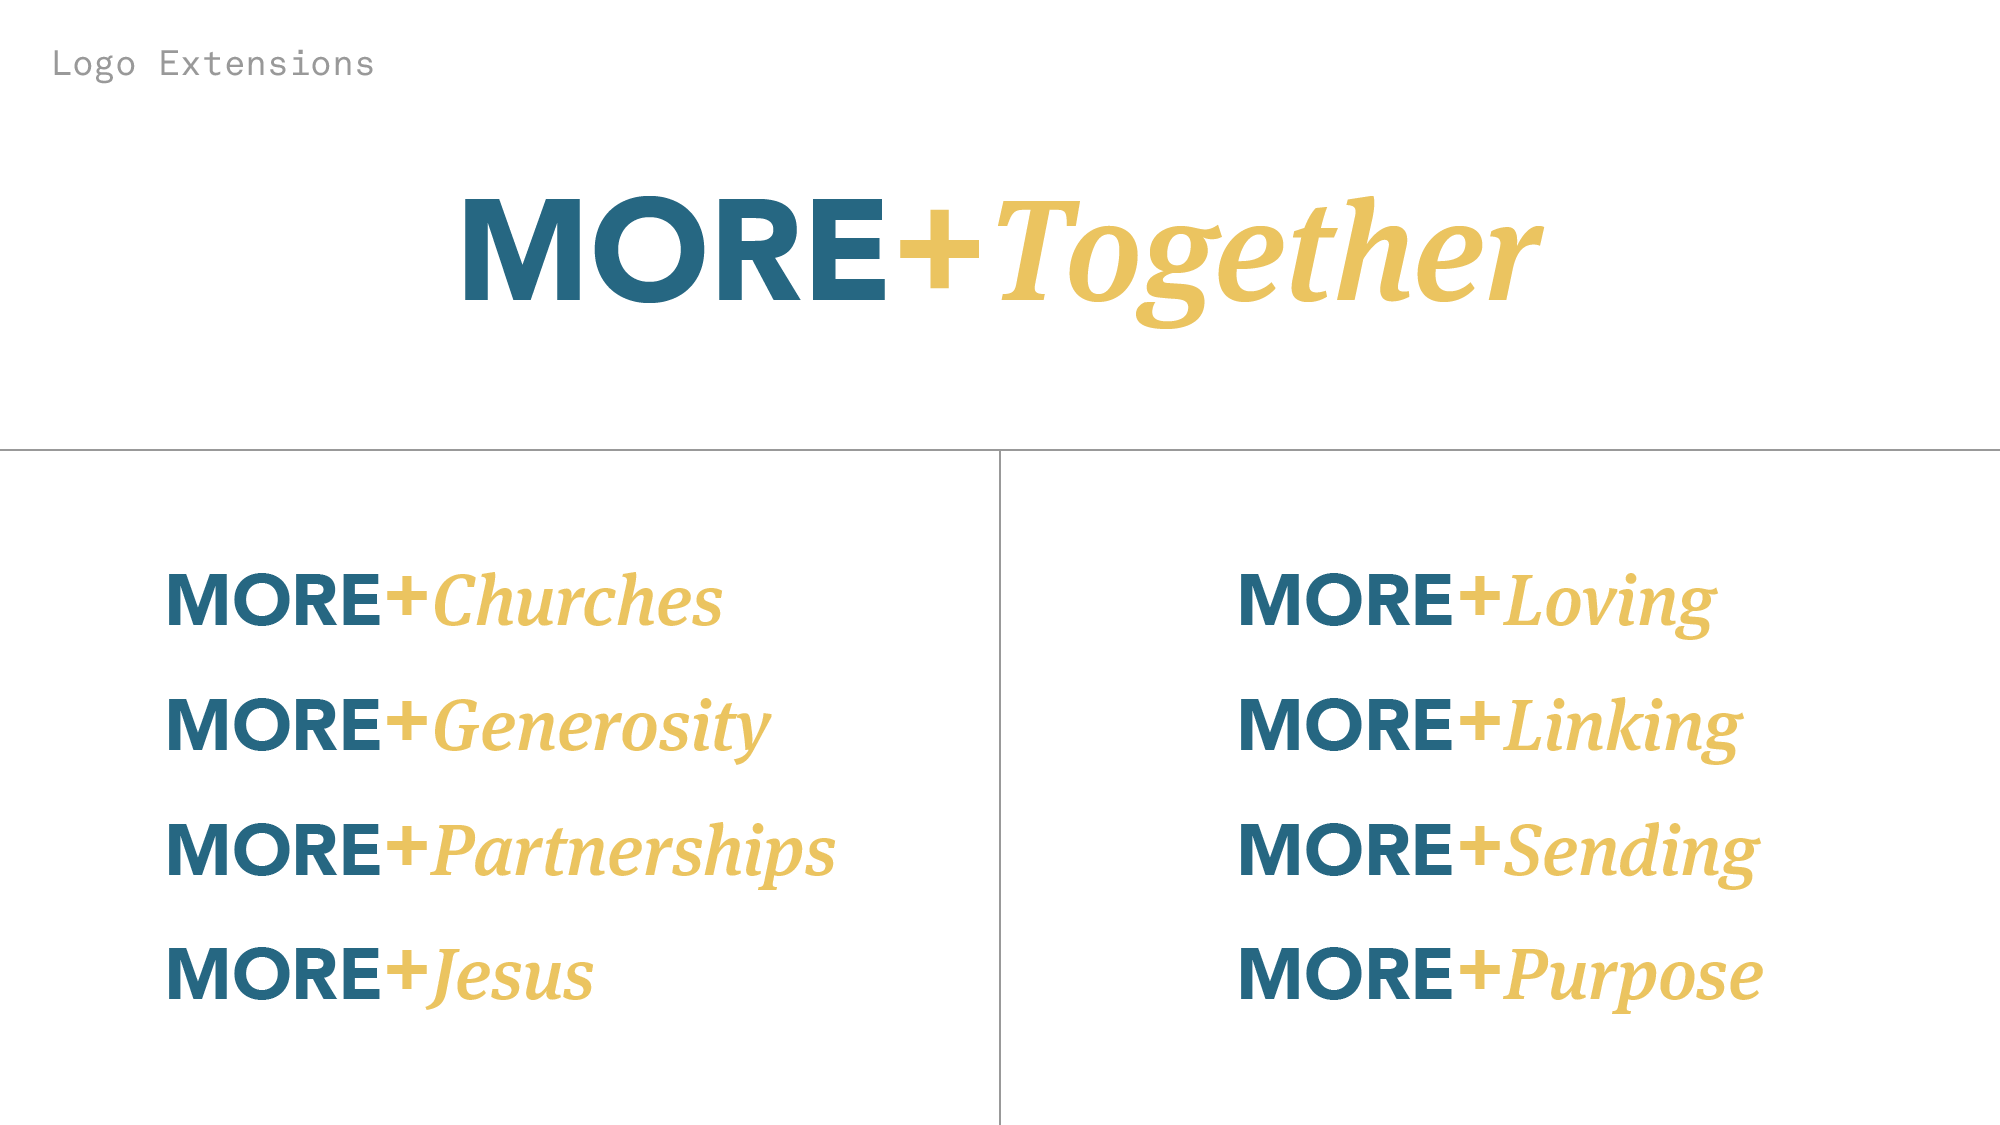 Logo Extensions
MORE+Together
MORE+Churches
MORE+Generosity
MORE+Partnerships
MORE+Jesus
MORE+Loving
MORE+Linking
MORE+Sending
MORE+Purpose